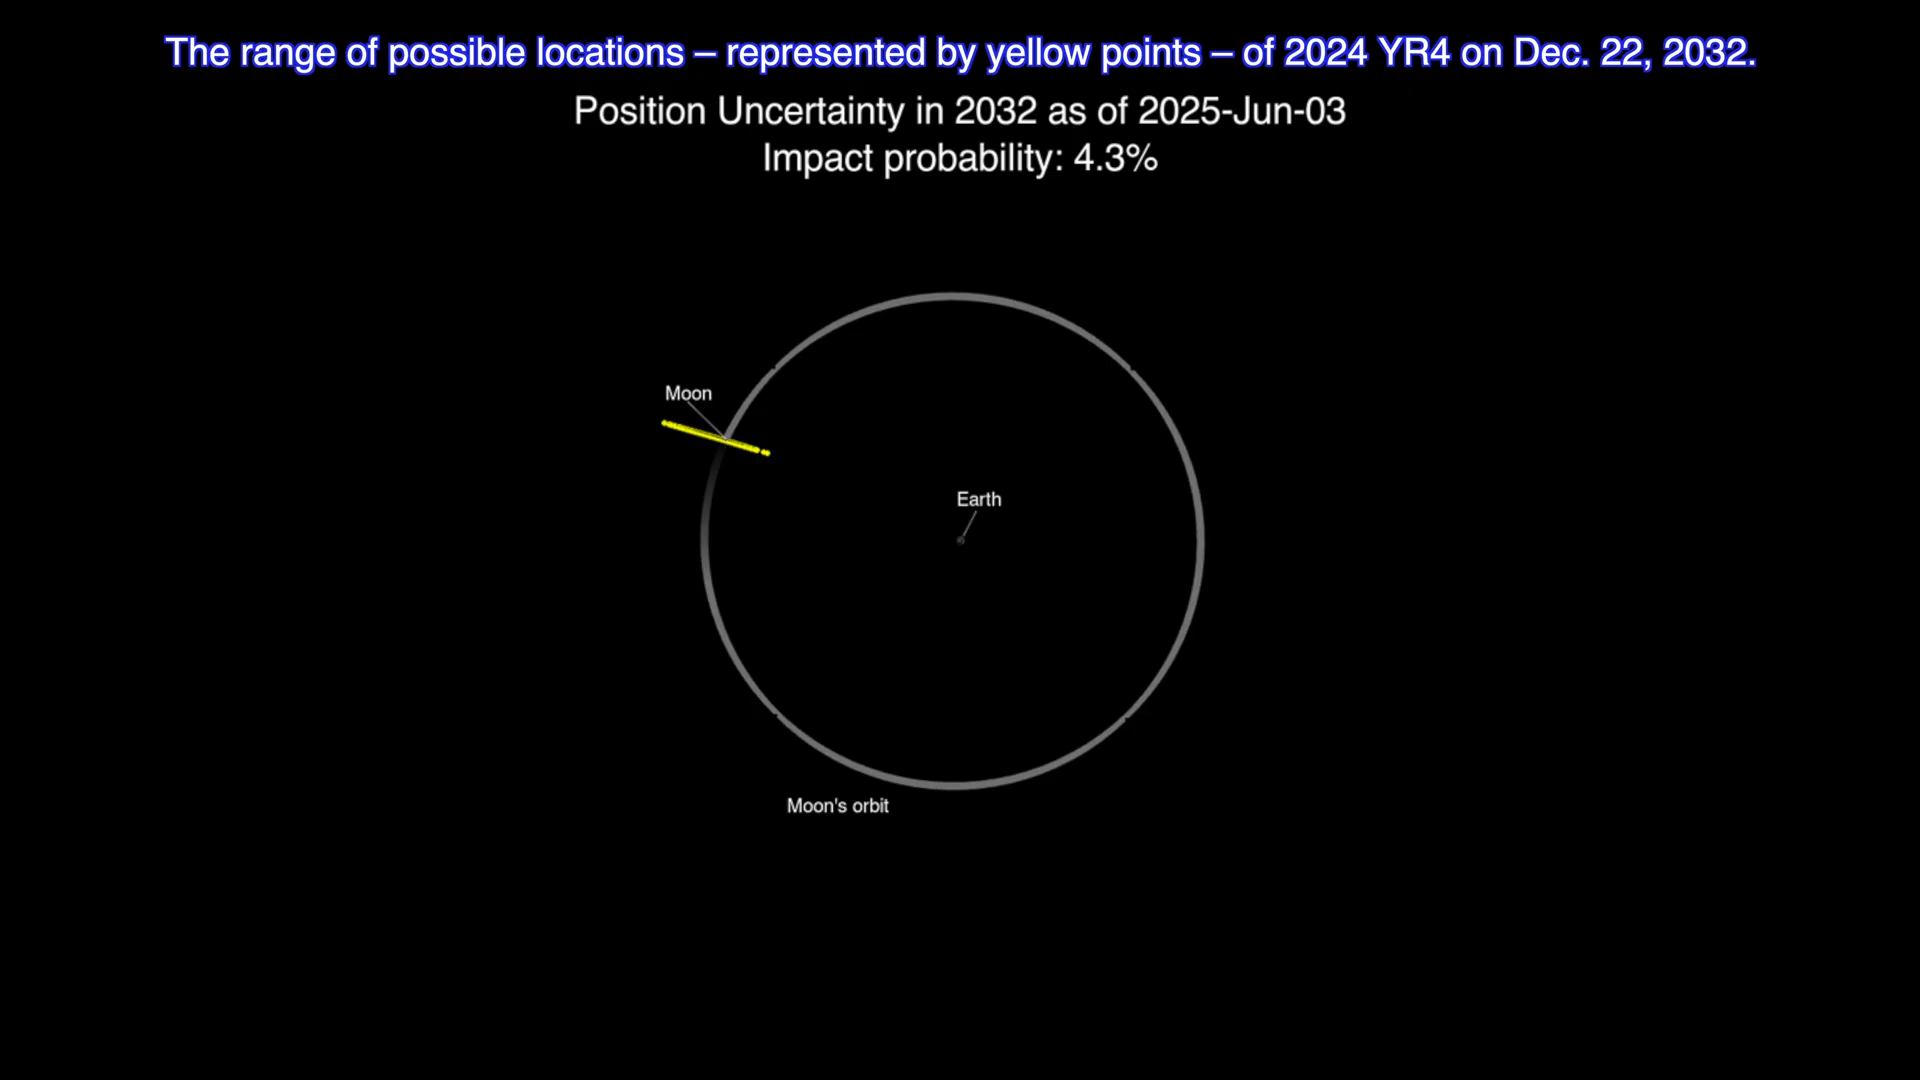 The range of possible locations – represented by yellow points – of 2024 YR4 on Dec. 22, 2032.
Position Uncertainty in 2032 as of 2025-Jun-03
Impact probability: 4.3%
Moon
Earth
Moon's orbit